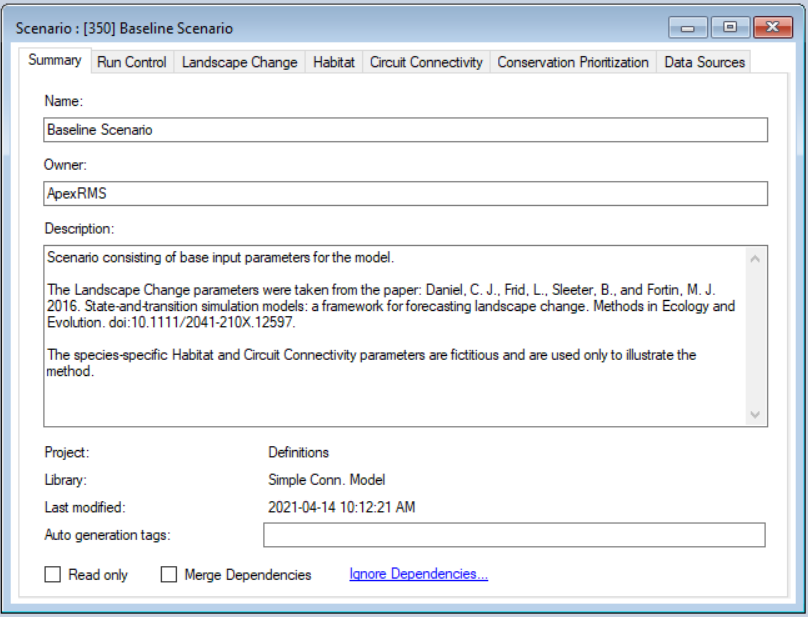 Scenario : [350] Baseline Scenario
Summary Run Control Landscape Change Habitat Circuit Connectivity Conservation Prioritization Data Sources
Name:
Baseline Scenario
Owner:
ApexRMS
Description:
Scenario consisting of base input parameters for the model.
The Landscape Change parameters were taken from the paper: Daniel, C. J., Frid, L., Sleeter, B., and Fortin, M. J.
2016. State-and-transition simulation models: a framework for forecasting landscape change. Methods in Ecology and
Evolution. doi:10.1111/2041-210X.12597.
The species-specific Habitat and Circuit Connectivity parameters are fictitious and are used only to illustrate the
method.
Project: Definitions
Library: Simple Conn. Model
Last modified: 2021-04-14 10:12:21 AM
Auto generation tags:
Read only Merge Dependencies Ignore Dependencies...